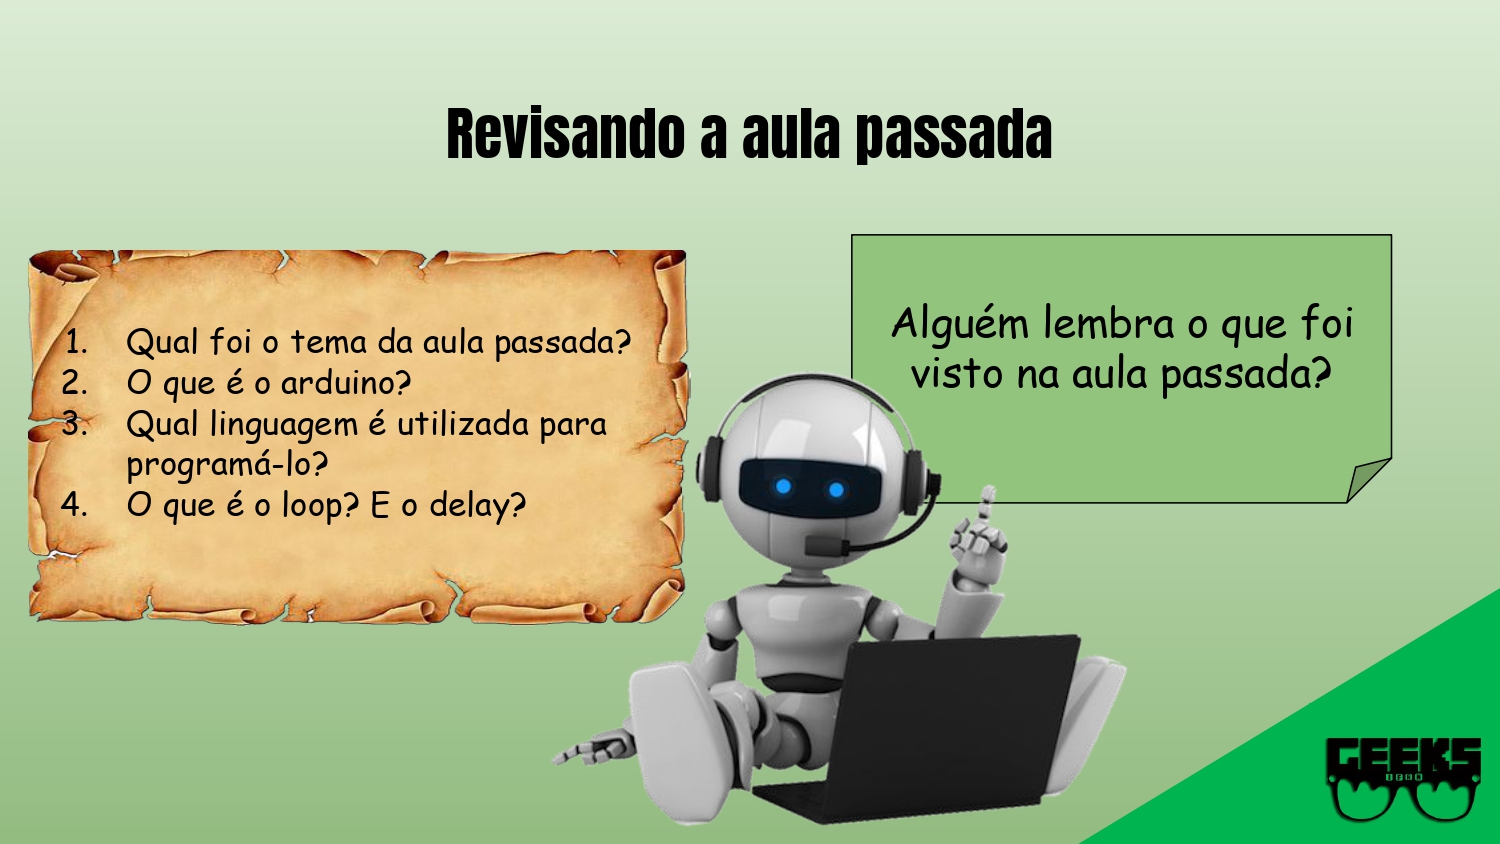 Revisando a aula passada
1. Qual foi o tema da aula passada?
2. O que é o arduino?
3. Qual linguagem é utilizada para
programá-lo?
4. O que é o loop? E o delay?
Alguém lembra o que foi
visto na aula passada?
GEEKS